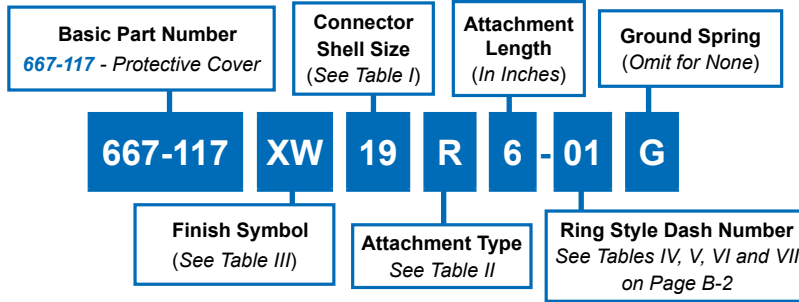 Basic Part Number
667-117 - Protective Cover
Connector
Shell Size
(See Table I)
Attachment
Length
(In Inches)
Ground Spring
(Omit for None)
667-117 XW 19 R 6 - 01 G
Finish Symbol
(See Table III)
Attachment Type
See Table II
Ring Style Dash Number
See Tables IV, V, VI and VII
on Page B-2